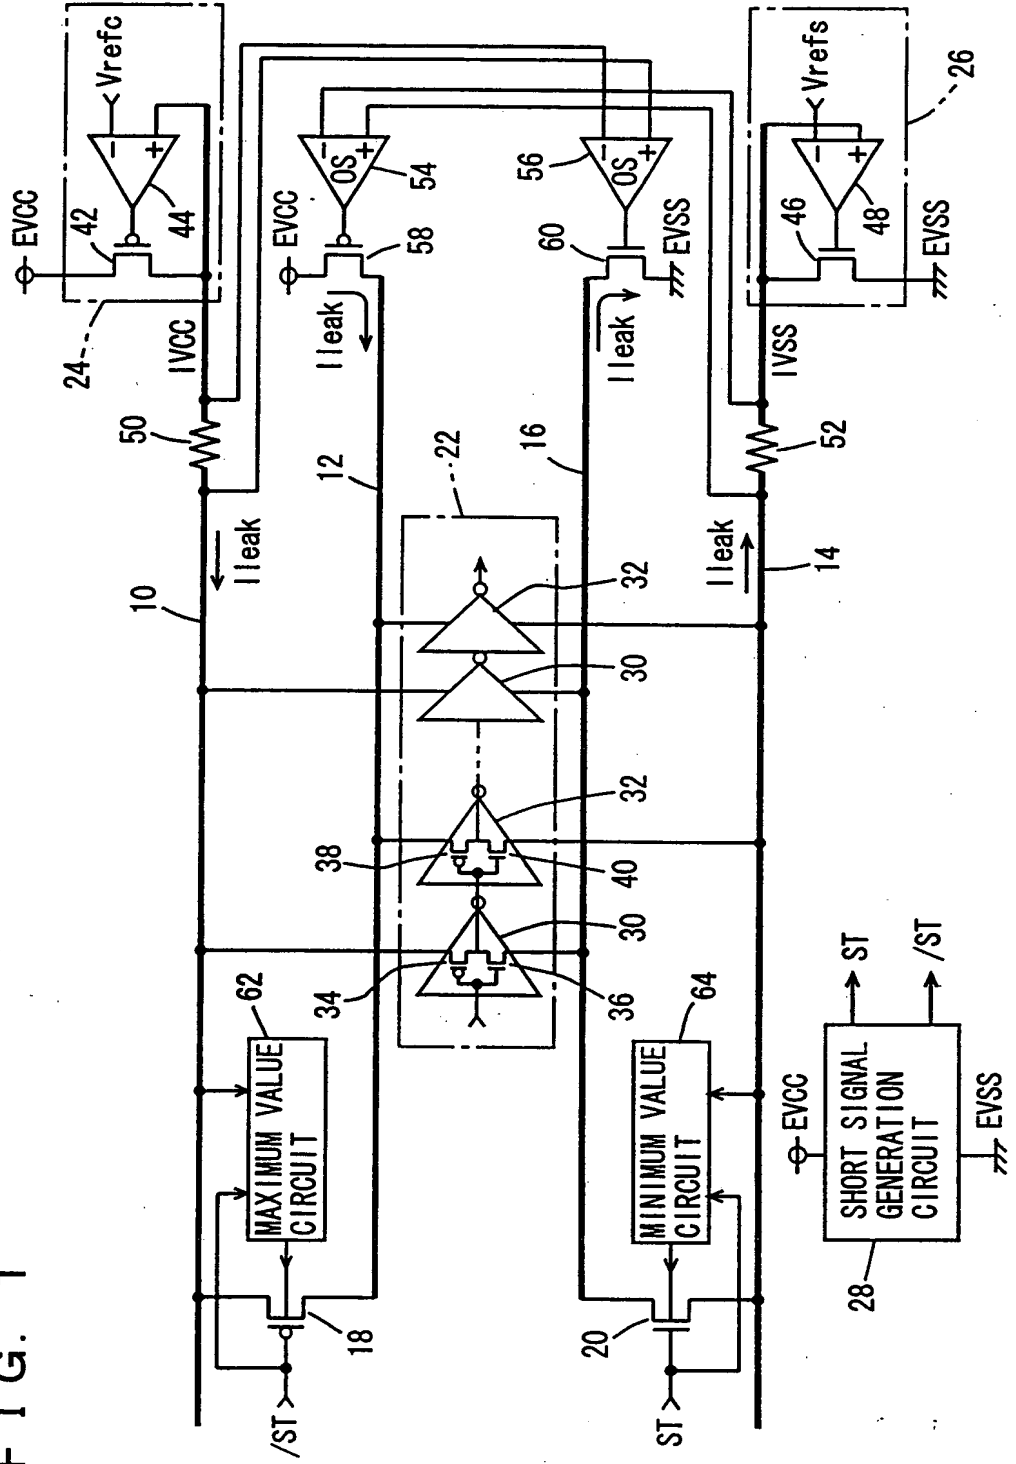 FIG. 1
EVCC
24
42
Vrefc
−
+
44
50
10
IVCC
Ileak
62
MAXIMUM VALUE
CIRCUIT
/ST
18
34
38
12
Ileak
EVCC
−
OS
+
58
54
22
30
32
30
32
36
40
16
56
60
−
OS
+
Ileak
EVSS
20
ST
MINIMUM VALUE
CIRCUIT
64
Ileak
14
52
IVSS
46
Vrefs
−
+
48
EVSS
26
EVCC
SHORT SIGNAL
GENERATION
CIRCUIT
28
ST
/ST
EVSS